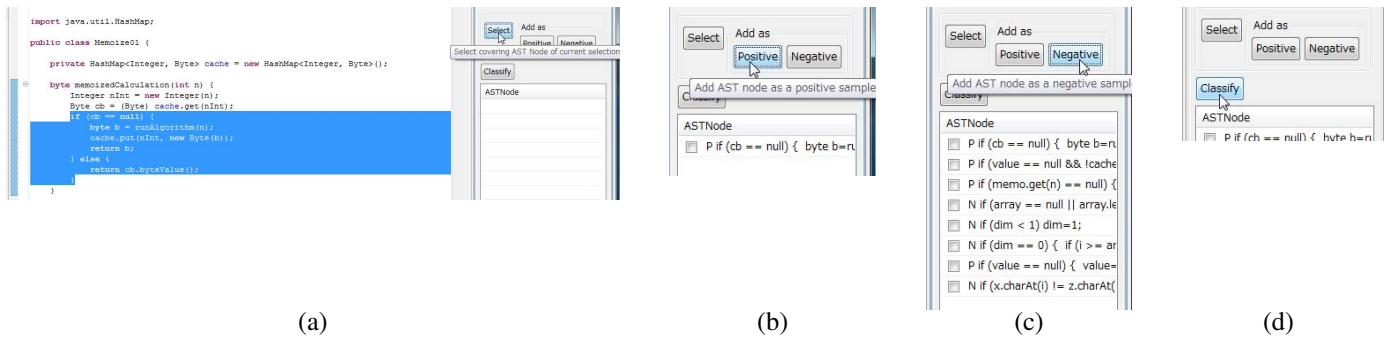 import java.util.HashMap;
public class Memoize01 {
private HashMap<Integer, Byte> cache = new HashMap<Integer, Byte>();
byte memoizedCalculation(int n) {
Integer nInt = new Integer(n);
Byte cb = (Byte) cache.get(nInt);
if (cb == null) {
byte b = runAlgorithm(n);
cache.put(nInt, new Byte(b));
return b;
} else {
return cb.byteValue();
}
}
Select
Add as
Positive Negative
Select covering AST Node of current selection
Classify
ASTNode
(a)
Select
Add as
Positive Negative
Add AST node as a positive sample
ASTNode
P if (cb == null) { byte b=ru
(b)
Select
Add as
Positive Negative
Add AST node as a negative sampl
Classify
ASTNode
P if (cb == null) { byte b=ru
P if (value == null && !cache
P if (memo.get(n) == null) {
N if (array == null || array.le
N if (dim < 1) dim=1;
N if (dim == 0) { if (i >= ar
P if (value == null) { value=
N if (x.charAt(i) != z.charAt(
(c)
Select
Add as
Positive Negative
Classify
ASTNode
P if (cb == null) { byte b=ru
(d)